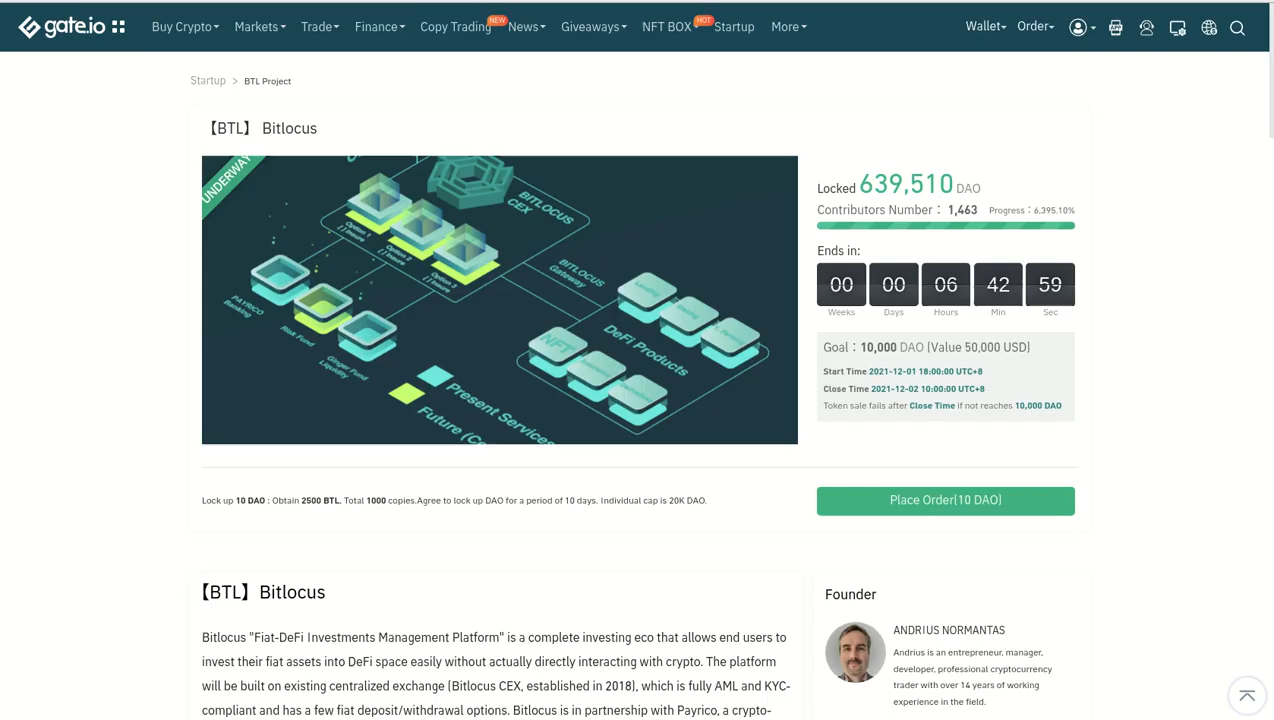 gate.io
Buy Crypto Markets Trade Finance Copy Trading NEW News Giveaways NFT BOX HOT Startup More Wallet Order
Startup > BTL Project
【BTL】 Bitlocus
UNDERWAY
BITLOCUS
CEX
Option 1
[ ] Insure
Option 2
[ ] Insure
Option 3
[ ] Insure
BITLOCUS
Gateway
PAYRICO
Banking
Risk Fund
Ginger Fund
Liquidity
NFT
DeFi Products
Present Services
Future (Co
Locked 639,510 DAO
Contributors Number： 1,463 Progress：6,395.10%
Ends in:
00 00 06 42 59
Weeks Days Hours Min Sec
Goal：10,000 DAO (Value 50,000 USD)
Start Time 2021-12-01 18:00:00 UTC+8
Close Time 2021-12-02 10:00:00 UTC+8
Token sale fails after Close Time if not reaches 10,000 DAO
Lock up 10 DAO : Obtain 2500 BTL. Total 1000 copies.Agree to lock up DAO for a period of 10 days. Individual cap is 20K DAO.
Place Order(10 DAO)
【BTL】 Bitlocus
Bitlocus "Fiat-DeFi Investments Management Platform" is a complete investing eco that allows end users to
invest their fiat assets into DeFi space easily without actually directly interacting with crypto. The platform
will be built on existing centralized exchange (Bitlocus CEX, established in 2018), which is fully AML and KYC-
compliant and has a few fiat deposit/withdrawal options. Bitlocus is in partnership with Payrico, a crypto-
Founder
ANDRIUS NORMANTAS
Andrius is an entrepreneur, manager,
developer, professional cryptocurrency
trader with over 14 years of working
experience in the field.